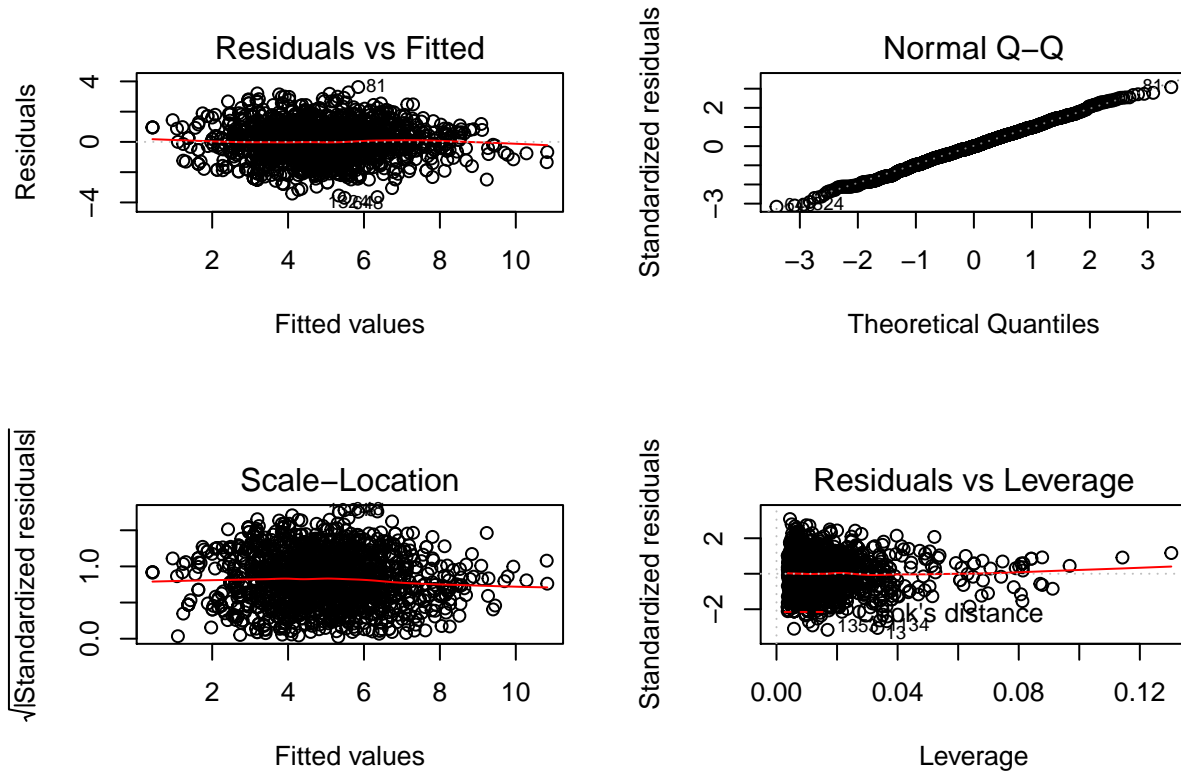 Residuals vs Fitted
Residuals
4
0
−4
81
2 4 6 8 10
Fitted values
Normal Q−Q
Standardized residuals
2
0
−3
81
−3 −2 −1 0 1 2 3
Theoretical Quantiles
Scale−Location
√|Standardized residuals|
1.0
0.0
2 4 6 8 10
Fitted values
Residuals vs Leverage
Standardized residuals
2
0
−2
Cook's distance
0.00 0.04 0.08 0.12
Leverage